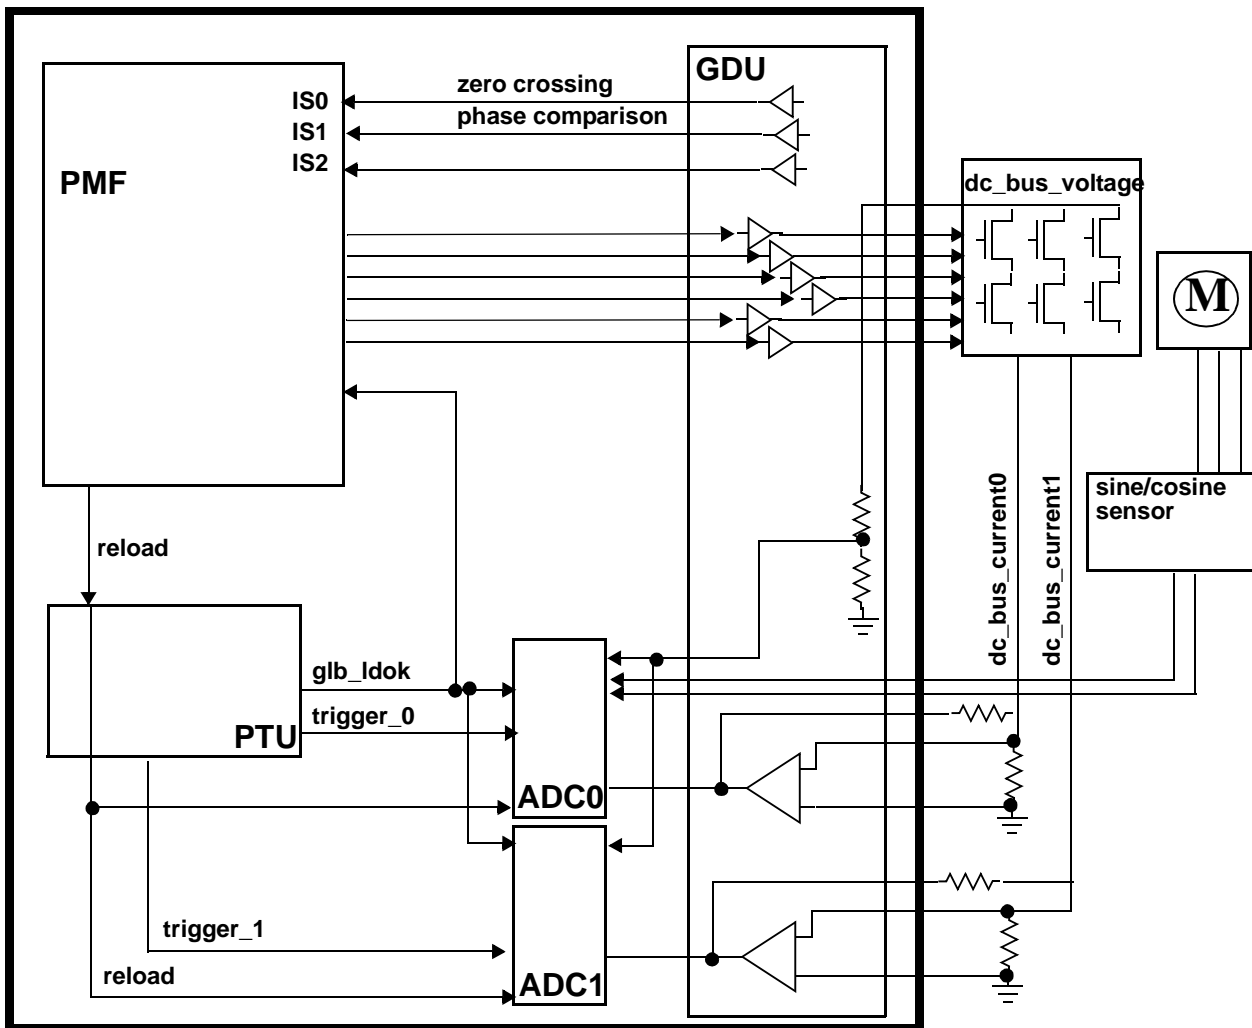 GDU
zero crossing
IS0
phase comparison
IS1
IS2
PMF
dc_bus_voltage
M
sine/cosine
sensor
dc_bus_current0
dc_bus_current1
reload
glb_ldok
trigger_0
PTU
ADC0
trigger_1
reload
ADC1